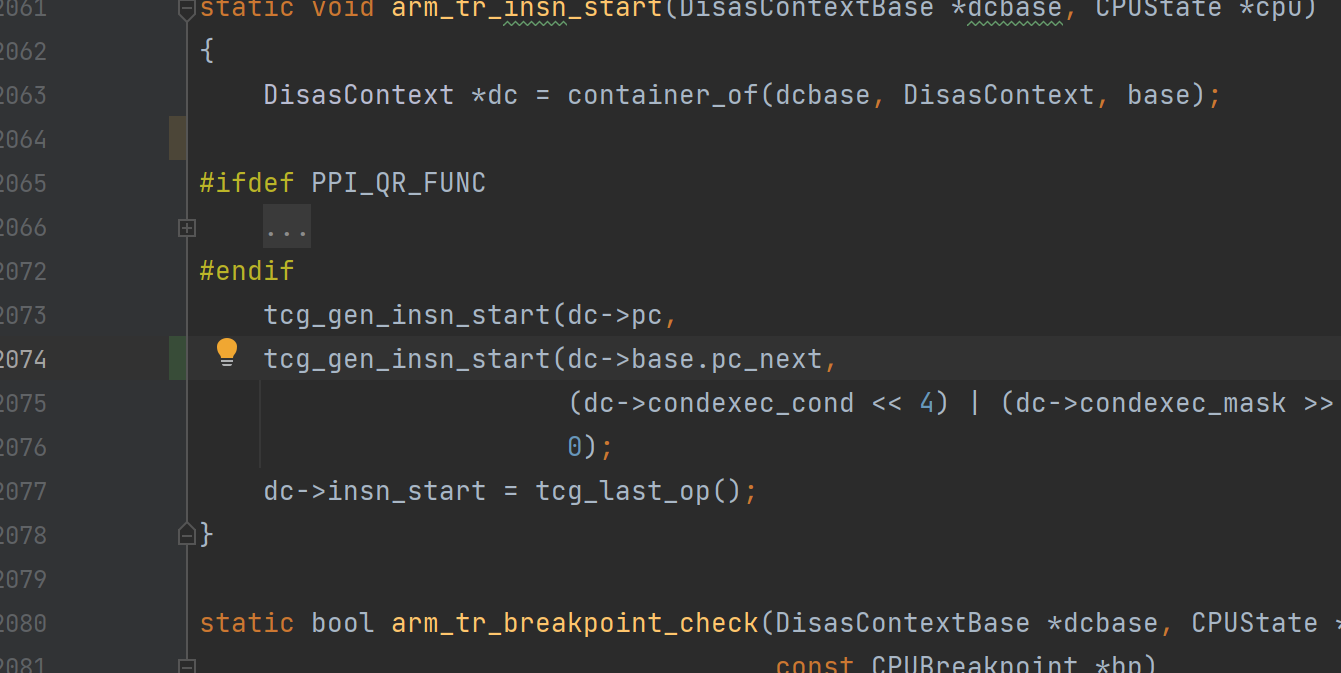 2061 static void arm_tr_insn_start(DisasContextBase *dcbase, CPUState *cpu)
2062 {
2063 DisasContext *dc = container_of(dcbase, DisasContext, base);
2064
2065 #ifdef PPI_QR_FUNC
2066 ...
2072 #endif
2073 tcg_gen_insn_start(dc->pc,
2074 tcg_gen_insn_start(dc->base.pc_next,
2075 (dc->condexec_cond << 4) | (dc->condexec_mask >>
2076 0);
2077 dc->insn_start = tcg_last_op();
2078 }
2079
2080 static bool arm_tr_breakpoint_check(DisasContextBase *dcbase, CPUState *
2081 const CPUBreakpoint *bp)